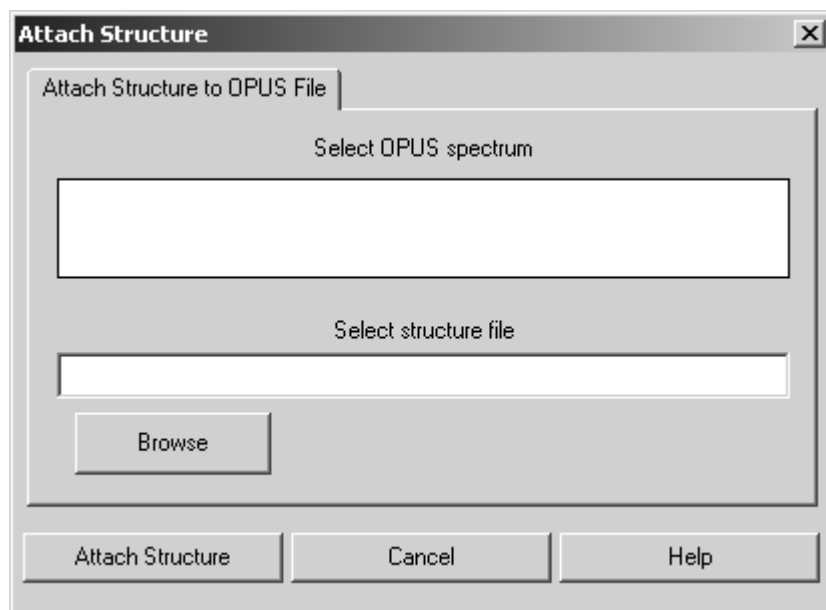 Attach Structure
Attach Structure to OPUS File
Select OPUS spectrum
Select structure file
Browse
Attach Structure
Cancel
Help